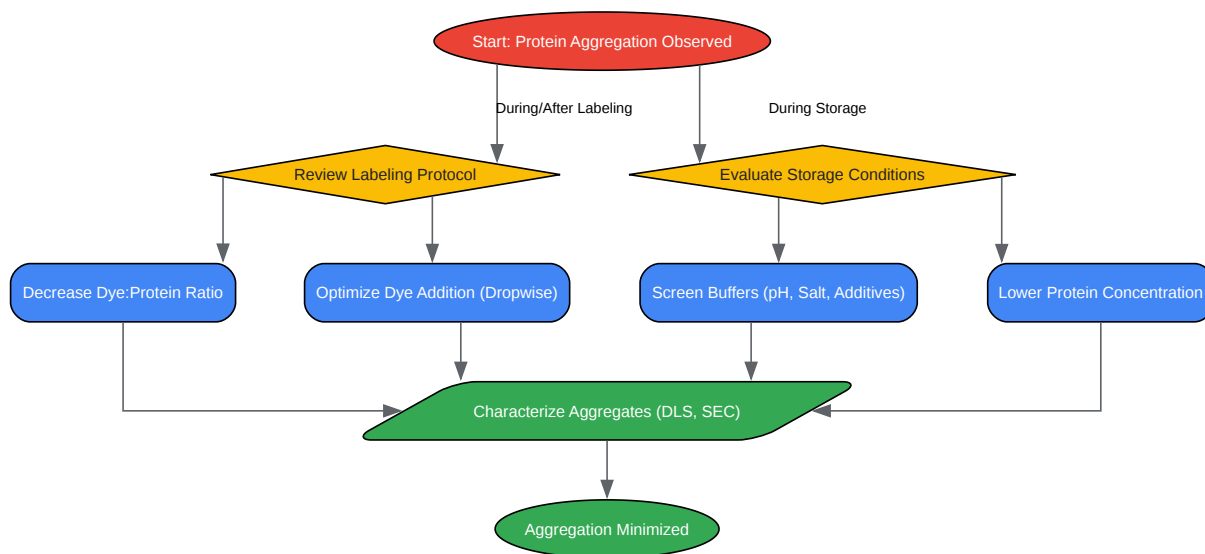 Start: Protein Aggregation Observed
During/After Labeling
During Storage
Review Labeling Protocol
Evaluate Storage Conditions
Decrease Dye:Protein Ratio
Optimize Dye Addition (Dropwise)
Screen Buffers (pH, Salt, Additives)
Lower Protein Concentration
Characterize Aggregates (DLS, SEC)
Aggregation Minimized